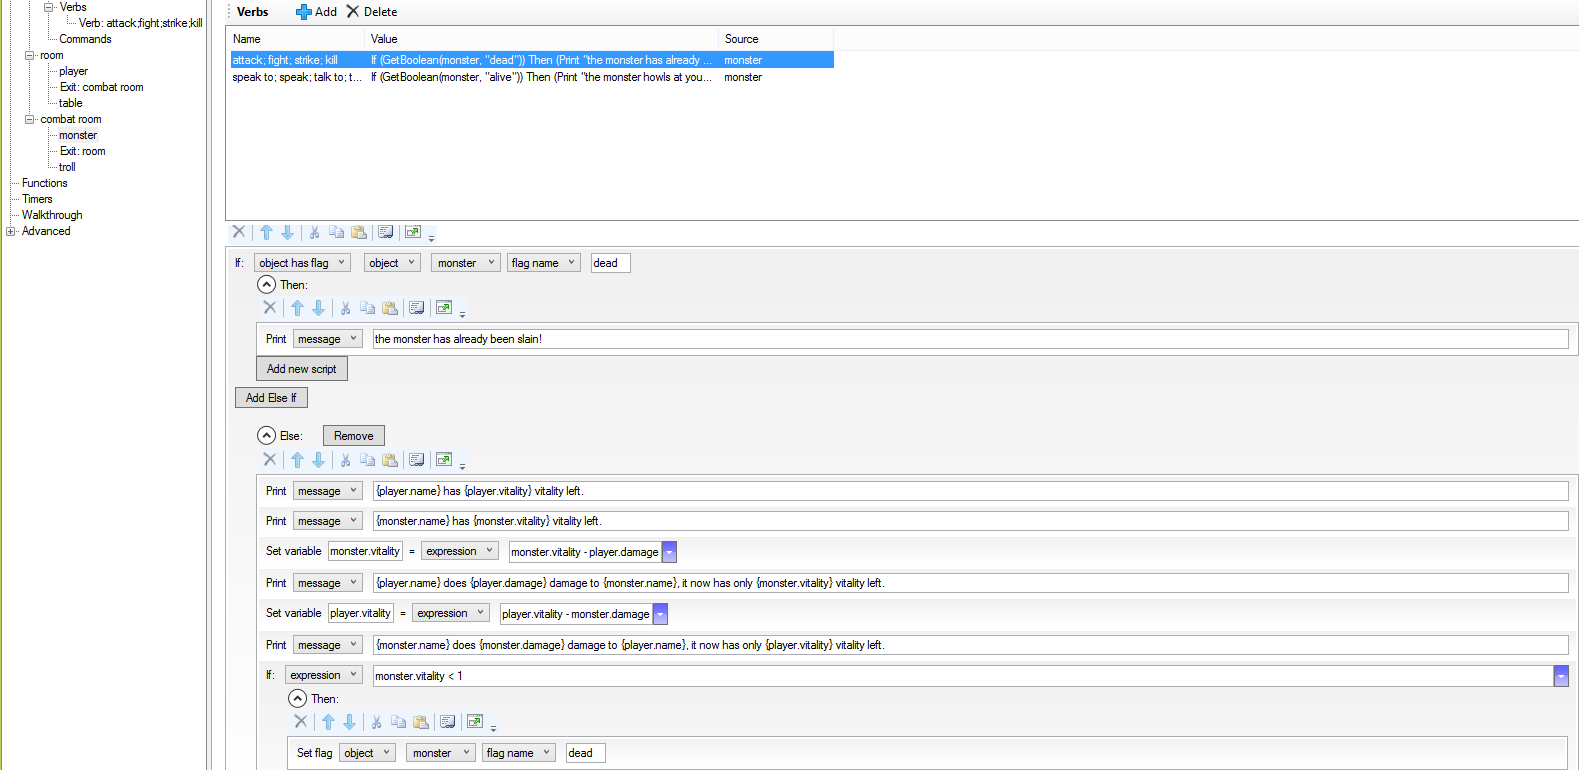 Verbs
Verb: attack;fight;strike;kill
Commands
room
player
Exit: combat room
table
combat room
monster
Exit: room
troll
Functions
Timers
Walkthrough
Advanced
Verbs Add Delete
Name Value Source
attack; fight; strike; kill If (GetBoolean(monster, "dead")) Then (Print "the monster has already ... monster
speak to; speak; talk to; t... If (GetBoolean(monster, "alive")) Then (Print "the monster howls at you... monster
If: object has flag object monster flag name dead
Then:
Print message the monster has already been slain!
Add new script
Add Else If
Else: Remove
Print message {player.name} has {player.vitality} vitality left.
Print message {monster.name} has {monster.vitality} vitality left.
Set variable monster.vitality = expression monster.vitality - player.damage
Print message {player.name} does {player.damage} damage to {monster.name}, it now has only {monster.vitality} vitality left.
Set variable player.vitality = expression player.vitality - monster.damage
Print message {monster.name} does {monster.damage} damage to {player.name}, it now has only {player.vitality} vitality left.
If: expression monster.vitality < 1
Then:
Set flag object monster flag name dead